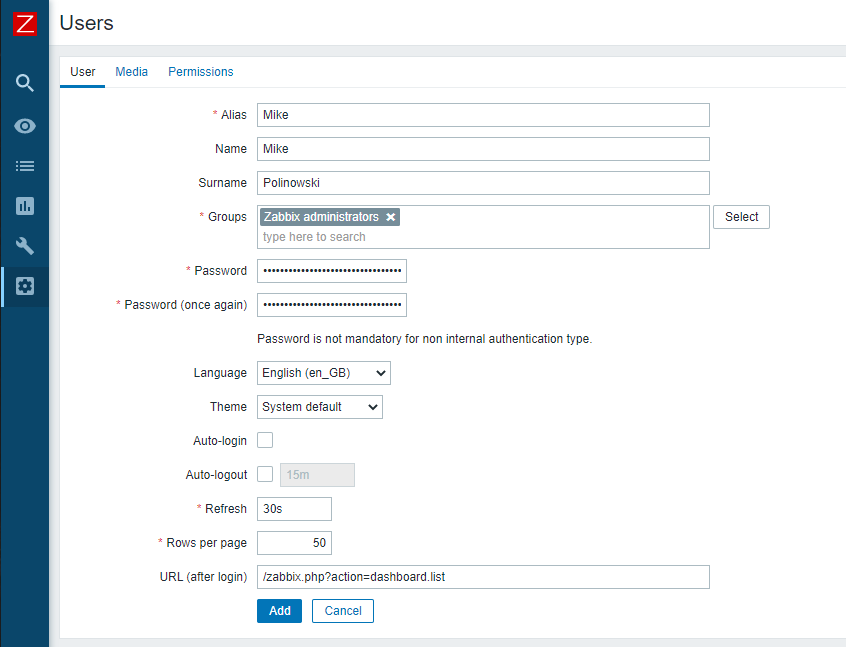 Z
Users
User Media Permissions
* Alias Mike
Name Mike
Surname Polinowski
* Groups Zabbix administrators ✖ Select
type here to search
* Password ••••••••••••••••••••••••••••••••
* Password (once again) ••••••••••••••••••••••••••••••••
Password is not mandatory for non internal authentication type.
Language English (en_GB)
Theme System default
Auto-login
Auto-logout 15m
* Refresh 30s
* Rows per page 50
URL (after login) /zabbix.php?action=dashboard.list
Add Cancel